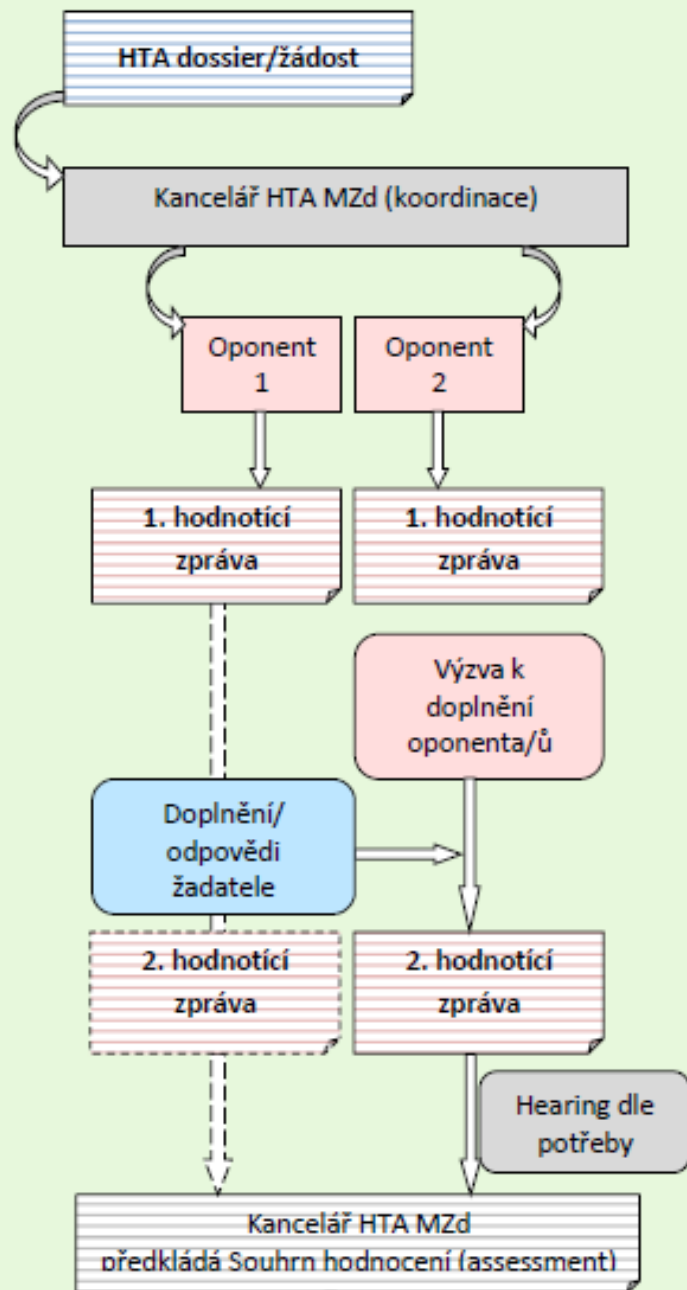 HTA dossier/žádost
Kancelář HTA MZd (koordinace)
Oponent
1
Oponent
2
1. hodnotící
zpráva
1. hodnotící
zpráva
Výzva k
doplnění
oponenta/ů
Doplnění/
odpovědi
žadatele
2. hodnotící
zpráva
2. hodnotící
zpráva
Hearing dle
potřeby
Kancelář HTA MZd
předkládá Souhrn hodnocení (assessment)